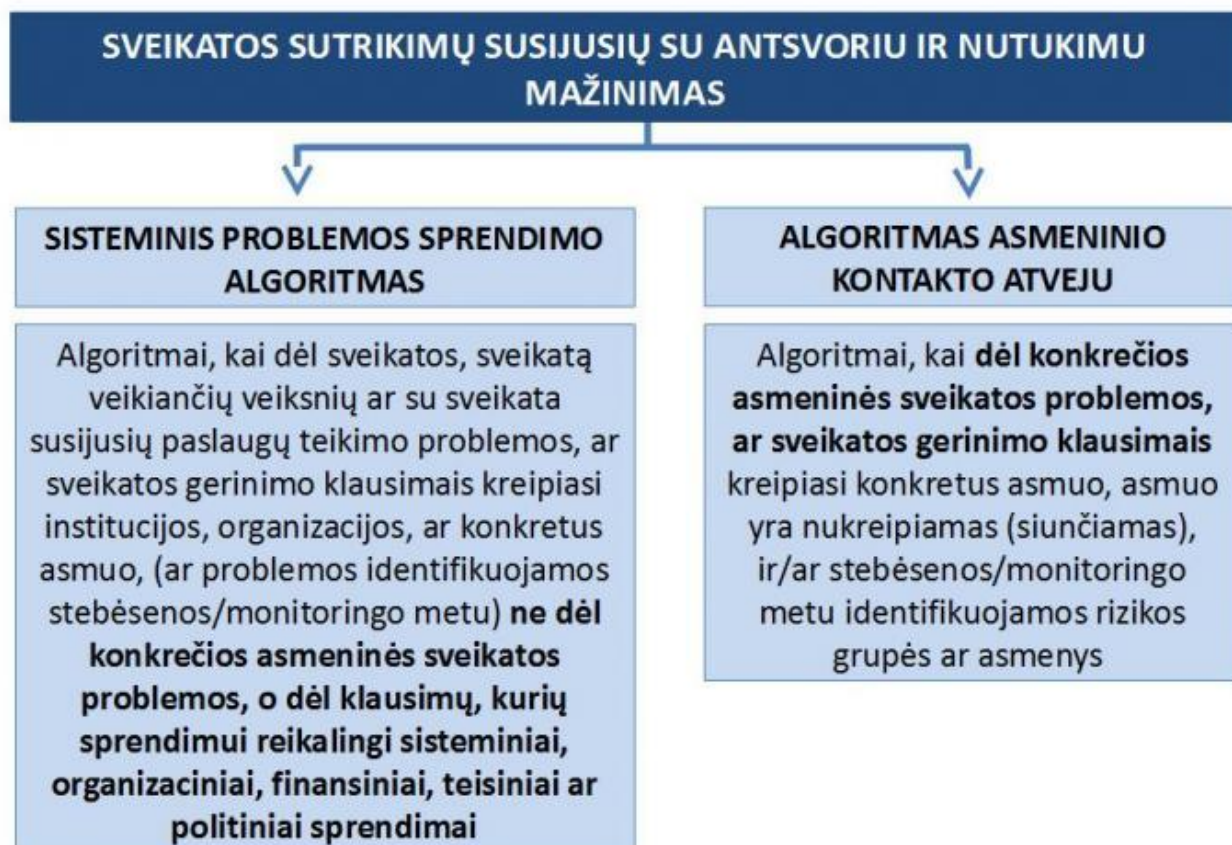 SVEIKATOS SUTRIKIMŲ SUSIJUSIŲ SU ANTSVORIU IR NUTUKIMU
MAŽINIMAS
SISTEMINIS PROBLEMOS SPRENDIMO
ALGORITMAS
Algoritmai, kai dėl sveikatos, sveikatą
veikiančių veiksnių ar su sveikata
susijusių paslaugų teikimo problemos, ar
sveikatos gerinimo klausimais kreipiasi
institucijos, organizacijos, ar konkretus
asmuo, (ar problemos identifikuojamos
stebėsenos/monitoringo metu) ne dėl
konkrečios asmeninės sveikatos
problemos, o dėl klausimų, kurių
sprendimui reikalingi sisteminiai,
organizaciniai, finansiniai, teisiniai ar
politiniai sprendimai
ALGORITMAS ASMENINIO
KONTAKTO ATVEJU
Algoritmai, kai dėl konkrečios
asmeninės sveikatos problemos,
ar sveikatos gerinimo klausimais
kreipiasi konkretus asmuo, asmuo
yra nukreipiamas (siunčiamas),
ir/ar stebėsenos/monitoringo
metu identifikuojamos rizikos
grupės ar asmenys